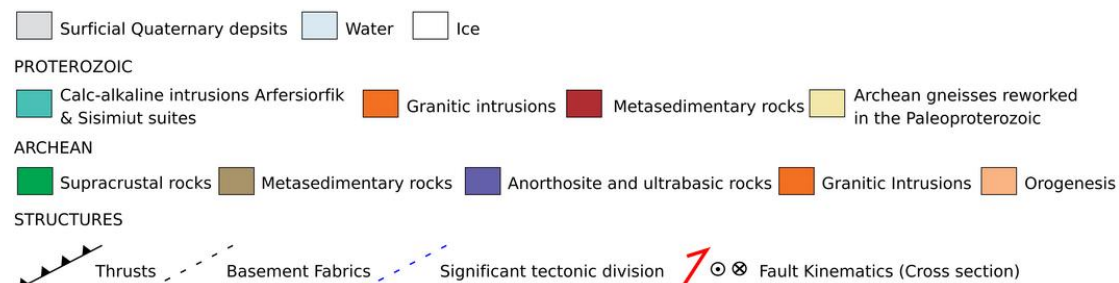 Surficial Quaternary depsits Water Ice
PROTEROZOIC
Calc-alkaline intrusions Arfersiorfik
& Sisimiut suites
Granitic intrusions Metasedimentary rocks
Archean gneisses reworked
in the Paleoproterozoic
ARCHEAN
Supracrustal rocks Metasedimentary rocks Anorthosite and ultrabasic rocks Granitic Intrusions Orogenesis
STRUCTURES
Thrusts Basement Fabrics Significant tectonic division Fault Kinematics (Cross section)